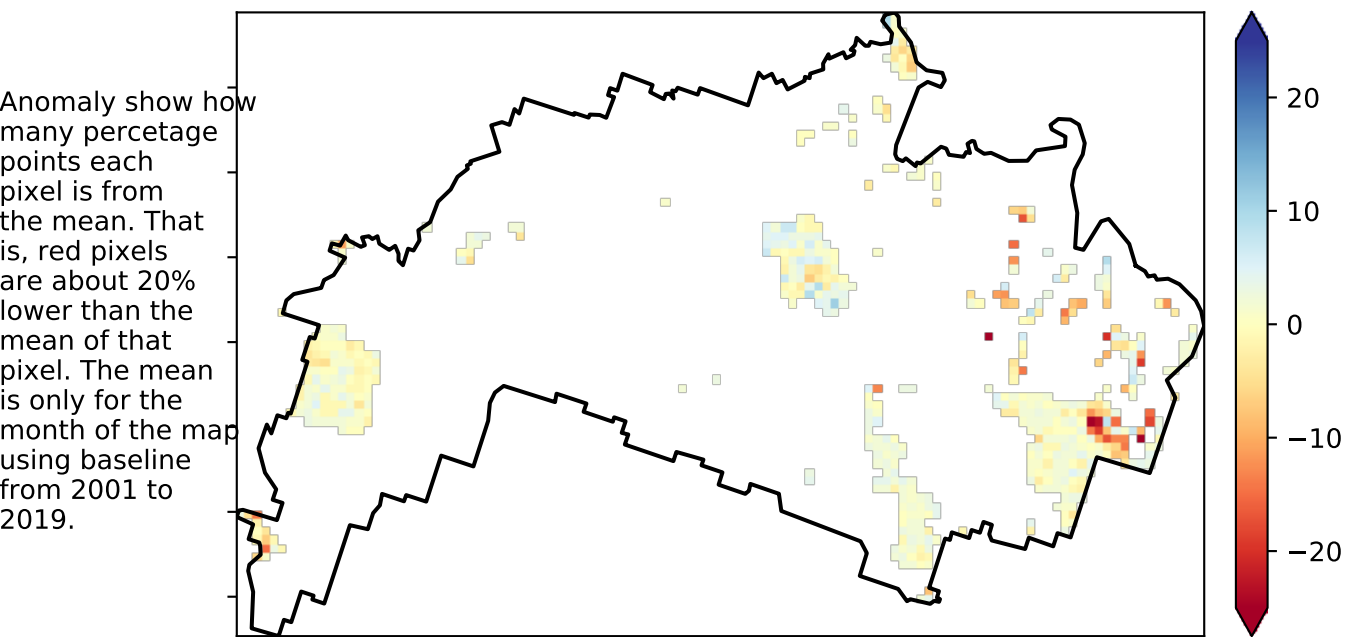 Anomaly show how
many percetage
points each
pixel is from
the mean. That
is, red pixels
are about 20%
lower than the
mean of that
pixel. The mean
is only for the
month of the map
using baseline
from 2001 to
2019.
20
10
0
−10
−20